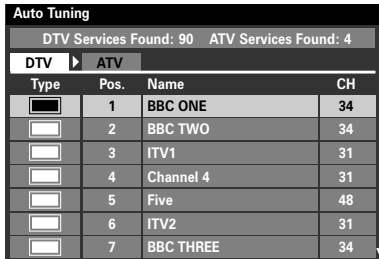 Auto Tuning
DTV Services Found: 90 ATV Services Found: 4
DTV ATV
Type Pos. Name CH
1 BBC ONE 34
2 BBC TWO 34
3 ITV1 31
4 Channel 4 31
5 Five 48
6 ITV2 31
7 BBC THREE 34